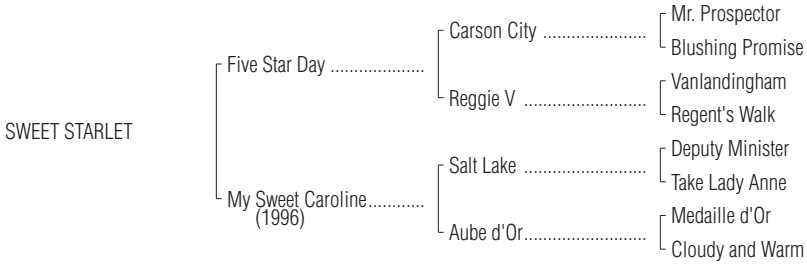 Mr. Prospector
Carson City ......................
Blushing Promise
Five Star Day ....................
Vanlandingham
Reggie V ..........................
Regent's Walk
SWEET STARLET
Deputy Minister
Salt Lake ..........................
Take Lady Anne
My Sweet Caroline............
(1996)
Medaille d'Or
Aube d'Or..........................
Cloudy and Warm